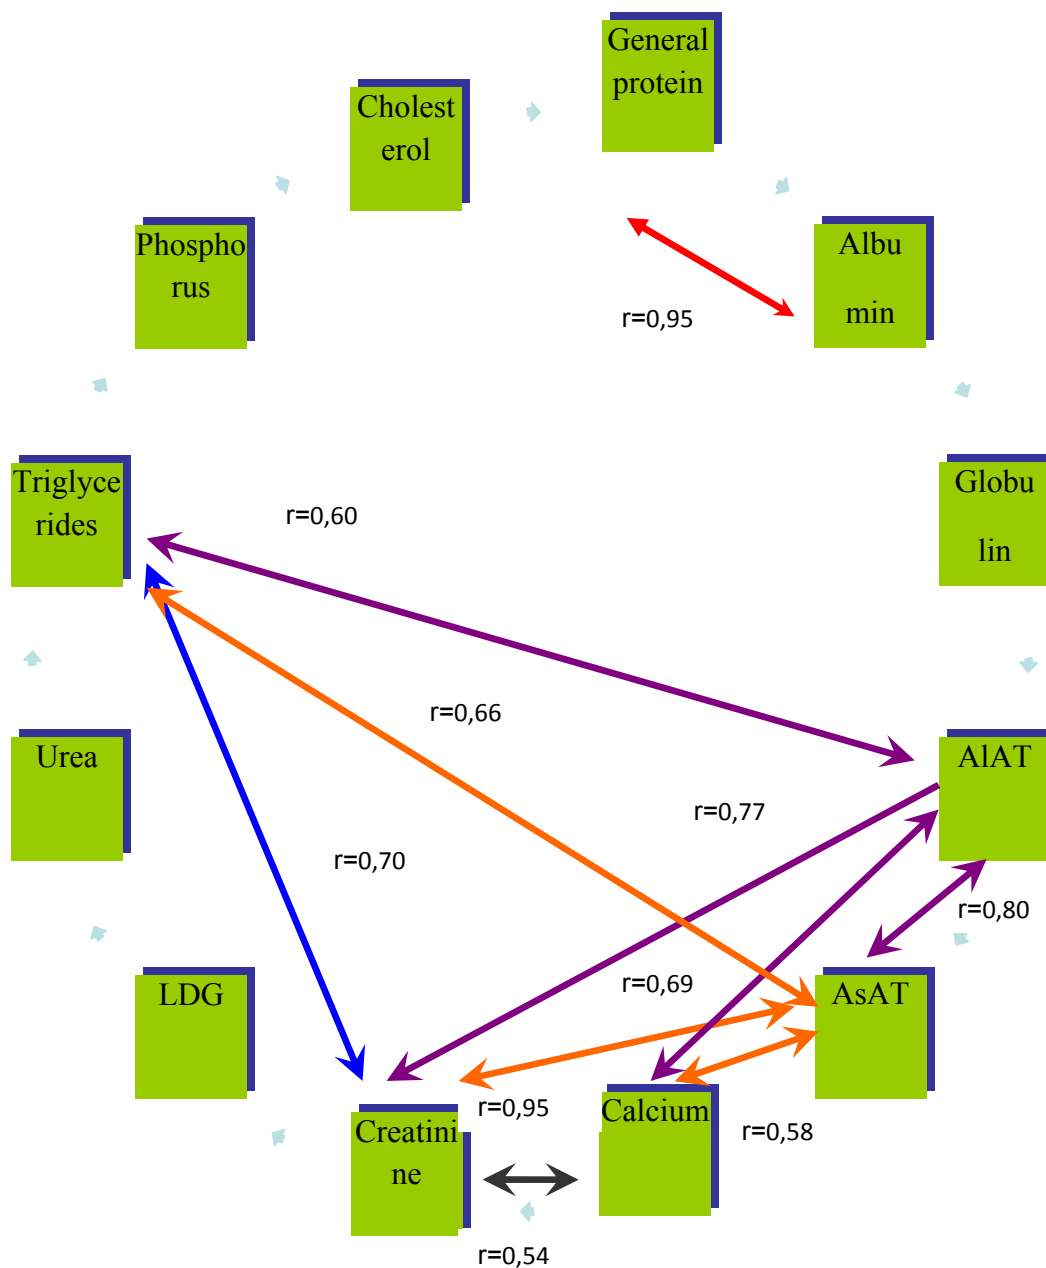 General
protein
Cholest
erol
Albu
min
Phospho
rus
r=0,95
Triglyce
rides
Globu
lin
r=0,60
r=0,66
Urea
AlAT
r=0,77
r=0,70
r=0,80
LDG
r=0,69
AsAT
r=0,95
Calcium
Creatini
ne
r=0,58
r=0,54